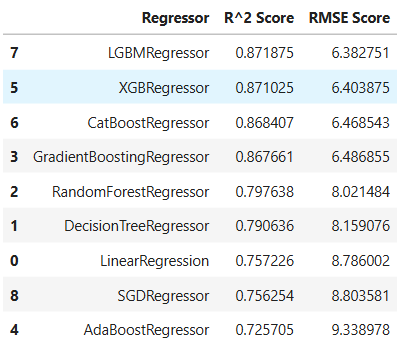 Regressor R^2 Score RMSE Score
7 LGBMRegressor 0.871875 6.382751
5 XGBRegressor 0.871025 6.403875
6 CatBoostRegressor 0.868407 6.468543
3 GradientBoostingRegressor 0.867661 6.486855
2 RandomForestRegressor 0.797638 8.021484
1 DecisionTreeRegressor 0.790636 8.159076
0 LinearRegression 0.757226 8.786002
8 SGDRegressor 0.756254 8.803581
4 AdaBoostRegressor 0.725705 9.338978